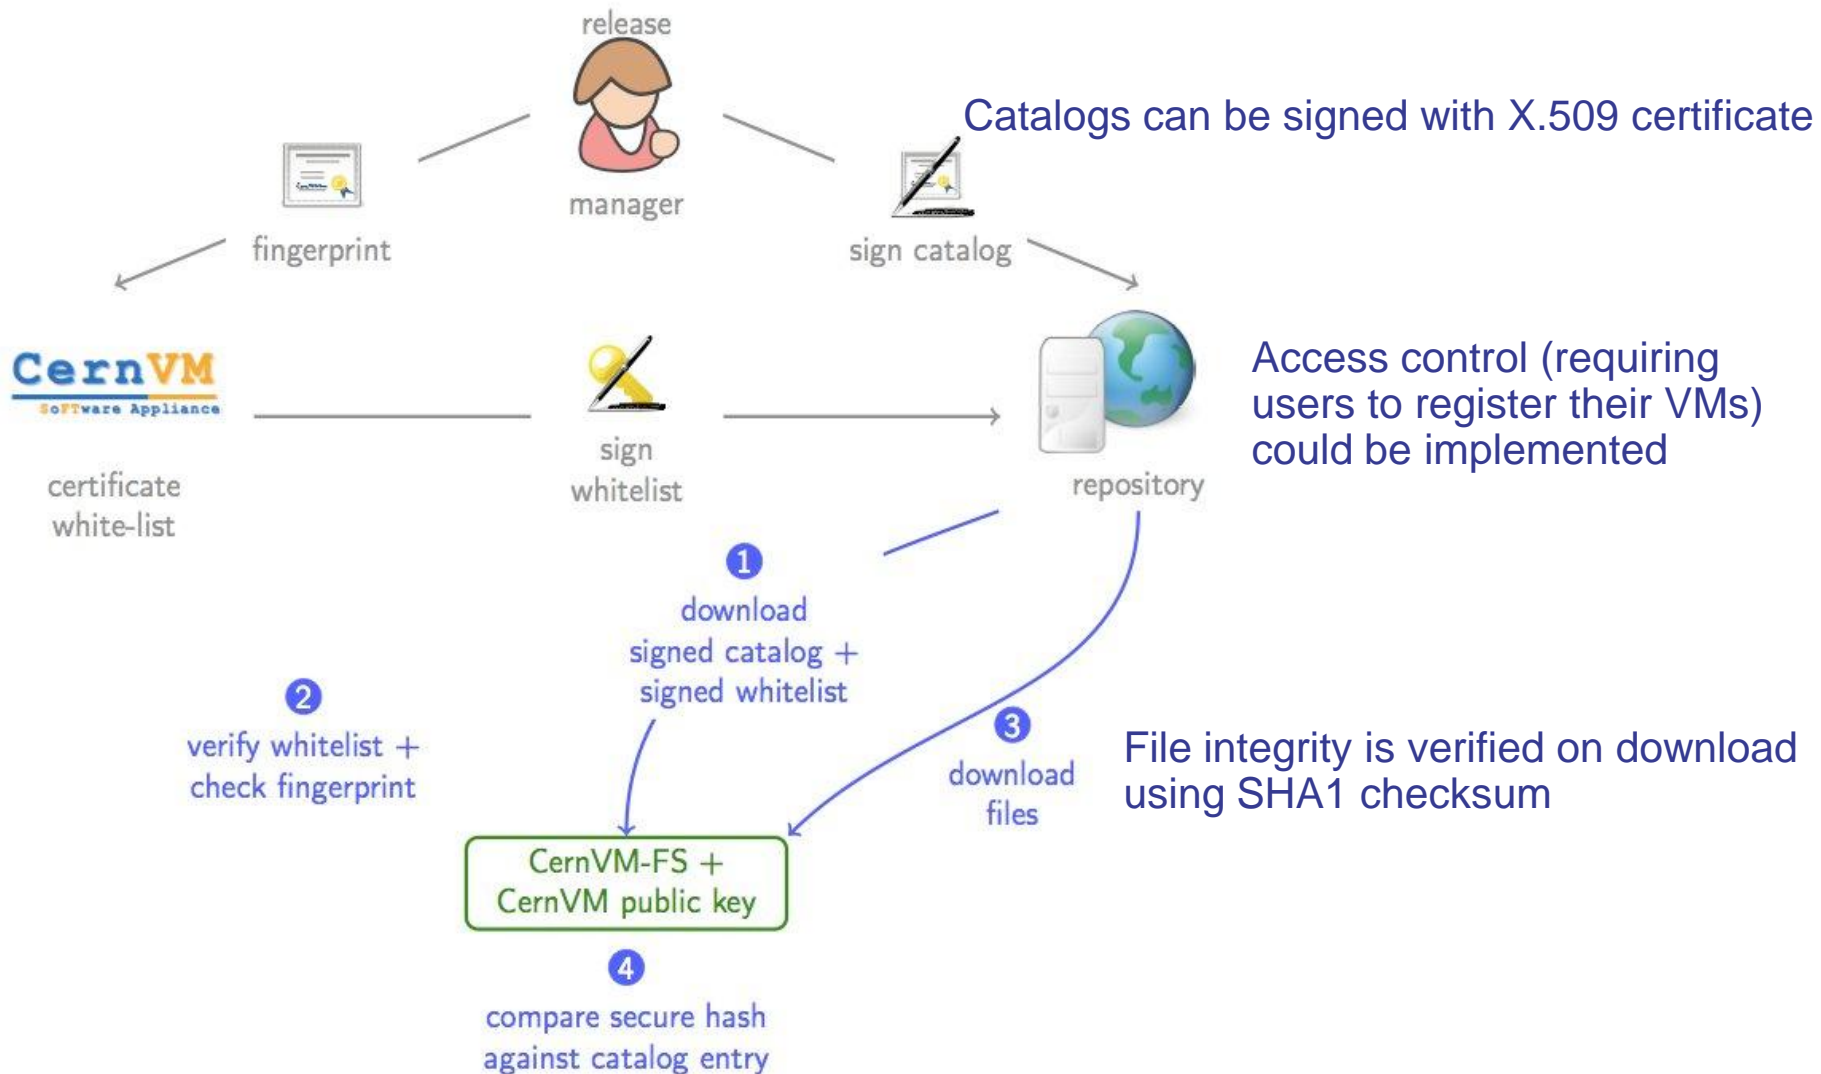 release
manager
Catalogs can be signed with X.509 certificate
fingerprint
sign catalog
CernVM
SoFTware Appliance
certificate
white-list
sign
whitelist
repository
Access control (requiring
users to register their VMs)
could be implemented
1
download
signed catalog +
signed whitelist
2
verify whitelist +
check fingerprint
3
download
files
File integrity is verified on download
using SHA1 checksum
CernVM-FS +
CernVM public key
4
compare secure hash
against catalog entry